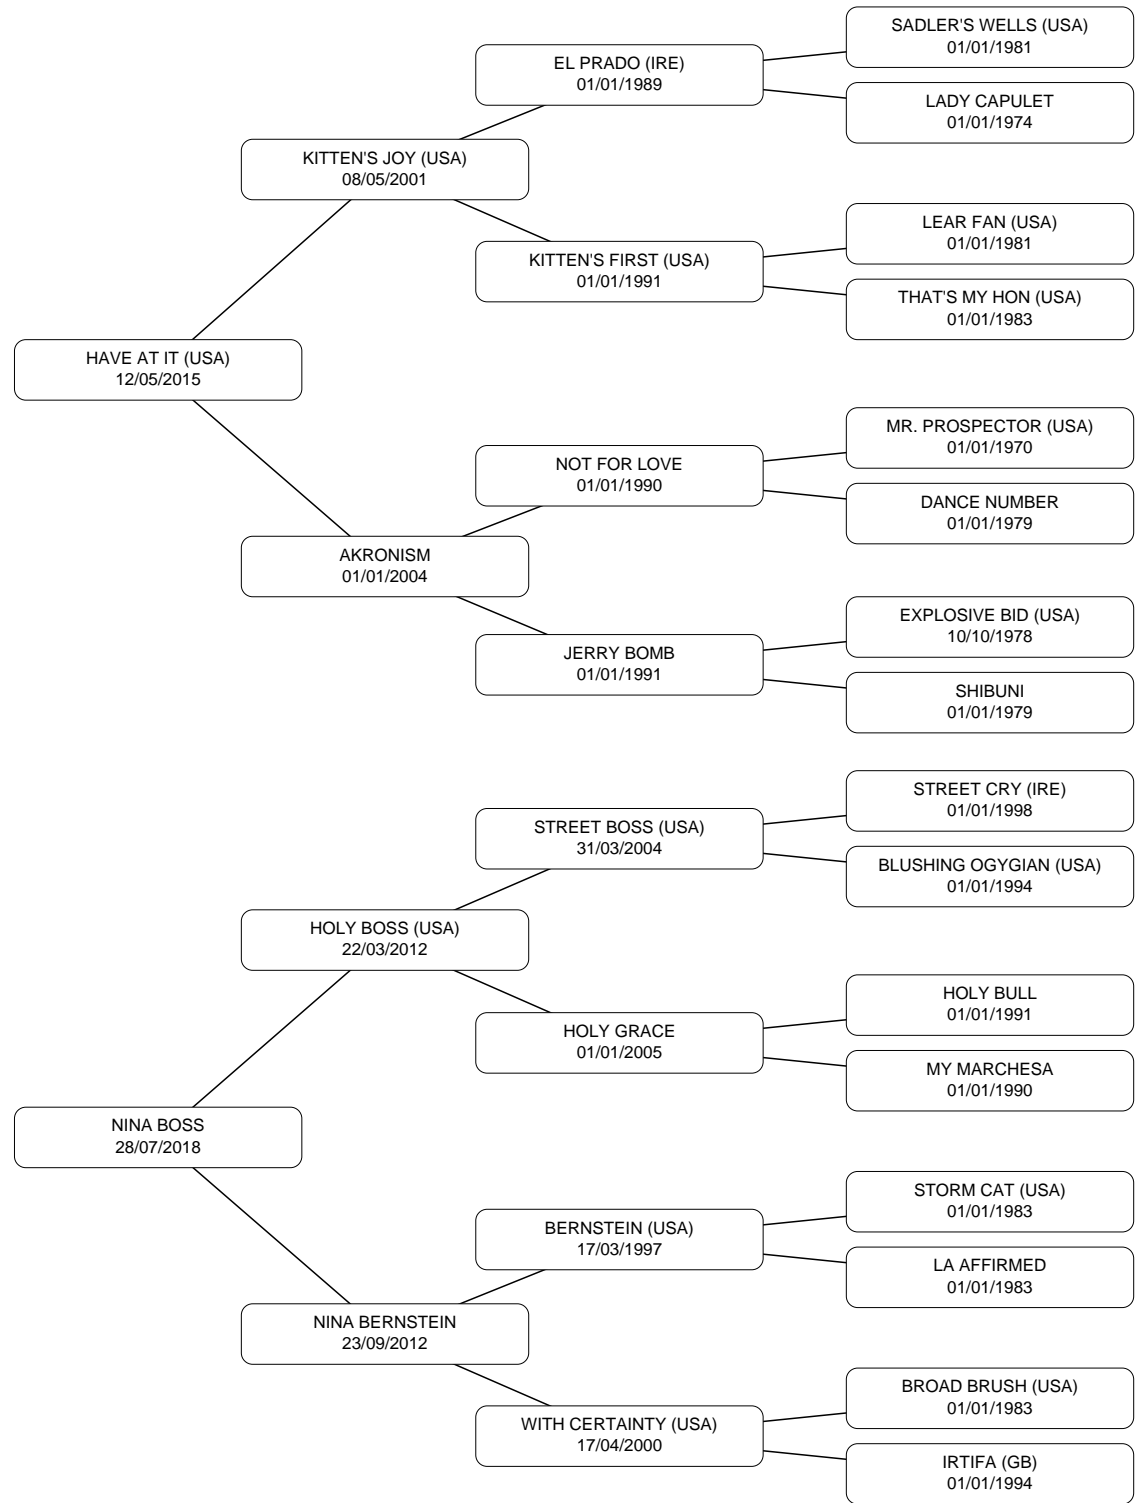 SADLER'S WELLS (USA)
01/01/1981
EL PRADO (IRE)
01/01/1989
LADY CAPULET
01/01/1974
KITTEN'S JOY (USA)
08/05/2001
LEAR FAN (USA)
01/01/1981
KITTEN'S FIRST (USA)
01/01/1991
THAT'S MY HON (USA)
01/01/1983
HAVE AT IT (USA)
12/05/2015
MR. PROSPECTOR (USA)
01/01/1970
NOT FOR LOVE
01/01/1990
DANCE NUMBER
01/01/1979
AKRONISM
01/01/2004
EXPLOSIVE BID (USA)
10/10/1978
JERRY BOMB
01/01/1991
SHIBUNI
01/01/1979
STREET CRY (IRE)
01/01/1998
STREET BOSS (USA)
31/03/2004
BLUSHING OGYGIAN (USA)
01/01/1994
HOLY BOSS (USA)
22/03/2012
HOLY BULL
01/01/1991
HOLY GRACE
01/01/2005
MY MARCHESA
01/01/1990
NINA BOSS
28/07/2018
STORM CAT (USA)
01/01/1983
BERNSTEIN (USA)
17/03/1997
LA AFFIRMED
01/01/1983
NINA BERNSTEIN
23/09/2012
BROAD BRUSH (USA)
01/01/1983
WITH CERTAINTY (USA)
17/04/2000
IRTIFA (GB)
01/01/1994